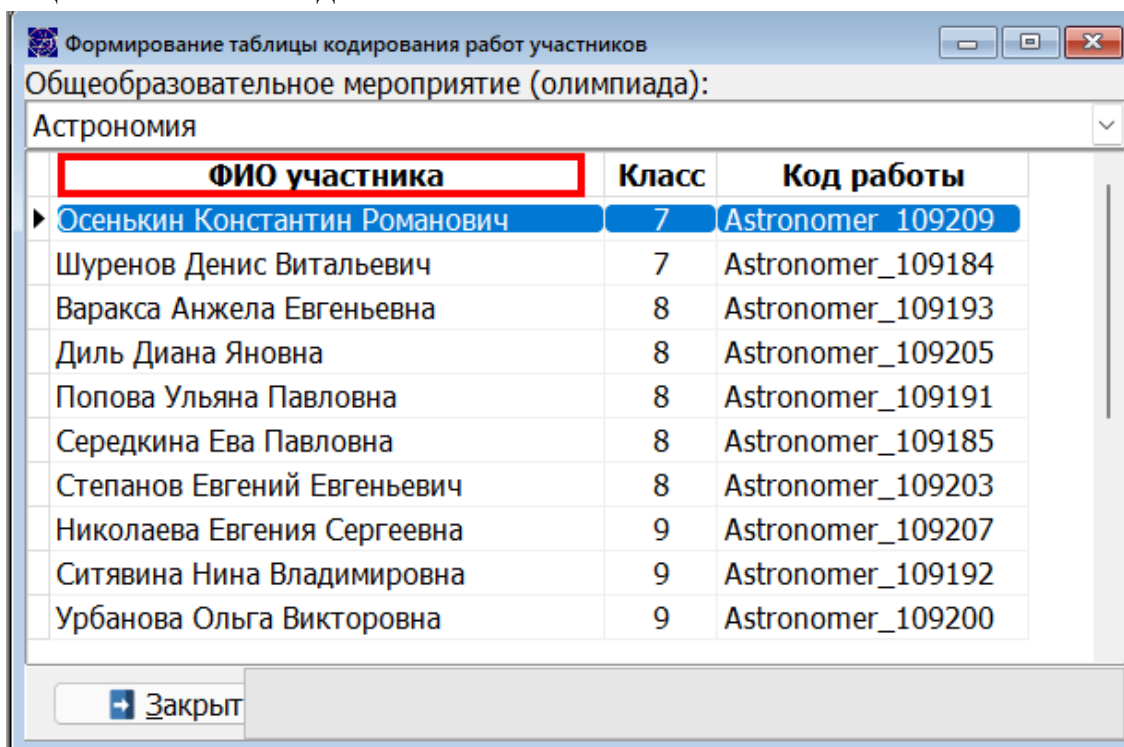 Формирование таблицы кодирования работ участников
Общеобразовательное мероприятие (олимпиада):
Астрономия
ФИО участника Класс Код работы
Осенькин Константин Романович 7 Astronomer_109209
Шуренов Денис Витальевич 7 Astronomer_109184
Варакса Анжела Евгеньевна 8 Astronomer_109193
Диль Диана Яновна 8 Astronomer_109205
Попова Ульяна Павловна 8 Astronomer_109191
Середкина Ева Павловна 8 Astronomer_109185
Степанов Евгений Евгеньевич 8 Astronomer_109203
Николаева Евгения Сергеевна 9 Astronomer_109207
Ситявина Нина Владимировна 9 Astronomer_109192
Урбанова Ольга Викторовна 9 Astronomer_109200
Закрыт